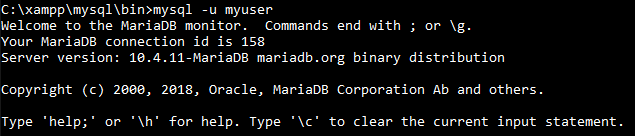 C:\xampp\mysql\bin>mysql -u myuser
Welcome to the MariaDB monitor.  Commands end with ; or \g.
Your MariaDB connection id is 158
Server version: 10.4.11-MariaDB mariadb.org binary distribution
Copyright (c) 2000, 2018, Oracle, MariaDB Corporation Ab and others.
Type 'help;' or '\h' for help. Type '\c' to clear the current input statement.